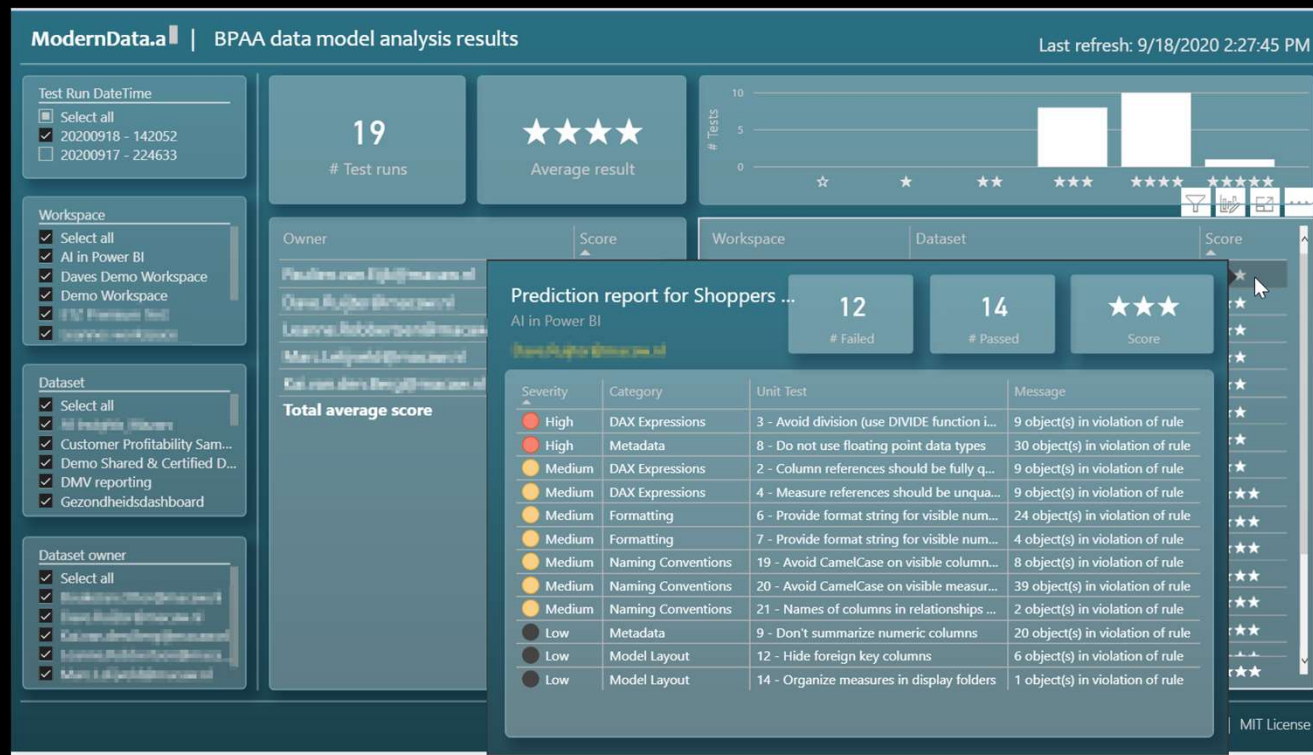 ModernData.a | BPAA data model analysis results
Last refresh: 9/18/2020 2:27:45 PM
Test Run DateTime
Select all
20200918 - 142052
20200917 - 224633
19
# Test runs
★★★★
Average result
# Tests
10
5
0
☆ ★ ★★ ★★★ ★★★★ ★★★★★
Workspace
Select all
AI in Power BI
Daves Demo Workspace
Demo Workspace
Dataset
Select all
Customer Profitability Sam...
Demo Shared & Certified D...
DMV reporting
Gezondheidsdashboard
Dataset owner
Select all
Owner Score
Total average score
Workspace Dataset Score
Prediction report for Shoppers ...
AI in Power BI
12
# Failed
14
# Passed
★★★
Score
Severity Category Unit Test Message
High DAX Expressions 3 - Avoid division (use DIVIDE function i... 9 object(s) in violation of rule
High Metadata 8 - Do not use floating point data types 30 object(s) in violation of rule
Medium DAX Expressions 2 - Column references should be fully q... 9 object(s) in violation of rule
Medium DAX Expressions 4 - Measure references should be unqua... 9 object(s) in violation of rule
Medium Formatting 6 - Provide format string for visible num... 24 object(s) in violation of rule
Medium Formatting 7 - Provide format string for visible num... 4 object(s) in violation of rule
Medium Naming Conventions 19 - Avoid CamelCase on visible column... 8 object(s) in violation of rule
Medium Naming Conventions 20 - Avoid CamelCase on visible measur... 39 object(s) in violation of rule
Medium Naming Conventions 21 - Names of columns in relationships ... 2 object(s) in violation of rule
Low Metadata 9 - Don't summarize numeric columns 20 object(s) in violation of rule
Low Model Layout 12 - Hide foreign key columns 6 object(s) in violation of rule
Low Model Layout 14 - Organize measures in display folders 1 object(s) in violation of rule
| MIT License